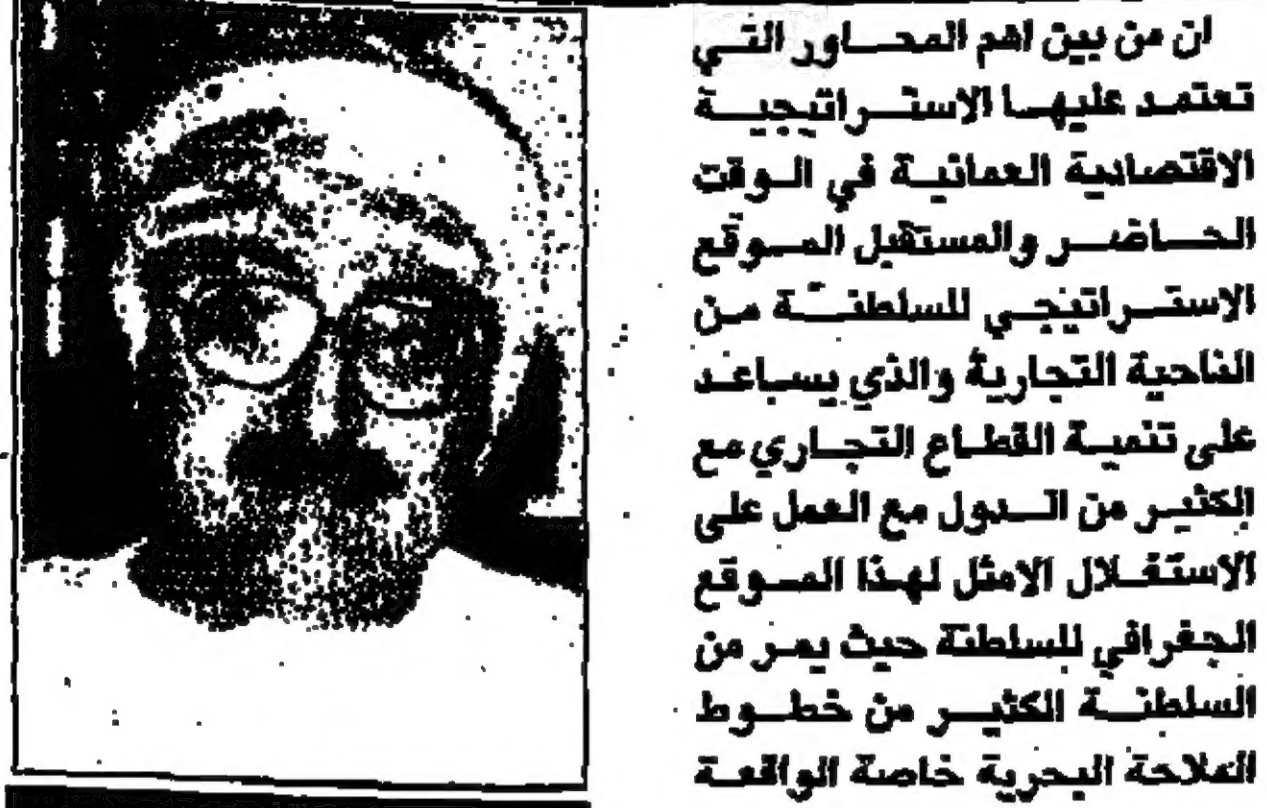 ان من بين اهم المحاور التي
تعتمد عليها الاستراتيجية
الاقتصادية العمانية في الوقت
الحاضر والمستقبل الموقع
الاستراتيجي للسلطنة من
الناحية التجارية والذي يساعد
على تنمية القطاع التجاري مع
الكثير من الدول مع العمل على
الاستغلال الامثل لهذا الموقع
الجغرافي للسلطنة حيث يمر من
السلطنة الكثير من خطوط
الملاحة البحرية خاصة الواقعة